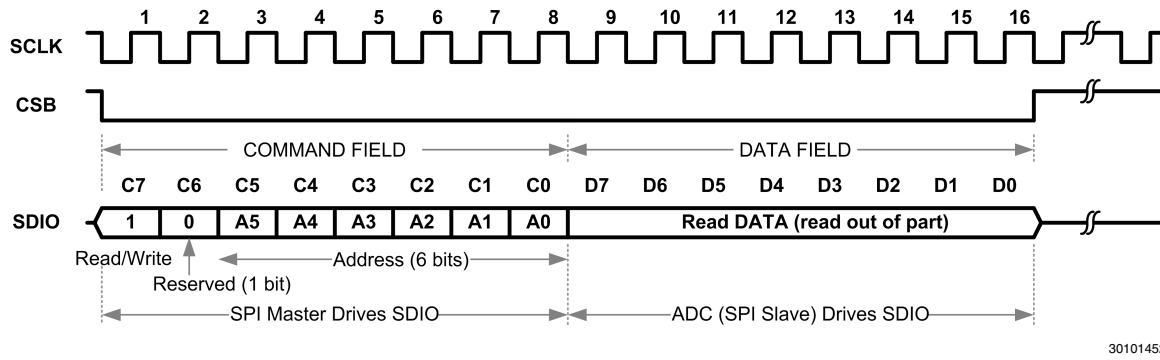 1 2 3 4 5 6 7 8 9 10 11 12 13 14 15 16
SCLK
CSB
COMMAND FIELD DATA FIELD
C7 C6 C5 C4 C3 C2 C1 C0 D7 D6 D5 D4 D3 D2 D1 D0
SDIO 1 0 A5 A4 A3 A2 A1 A0 Read DATA (read out of part)
Read/Write Address (6 bits)
Reserved (1 bit)
SPI Master Drives SDIO ADC (SPI Slave) Drives SDIO